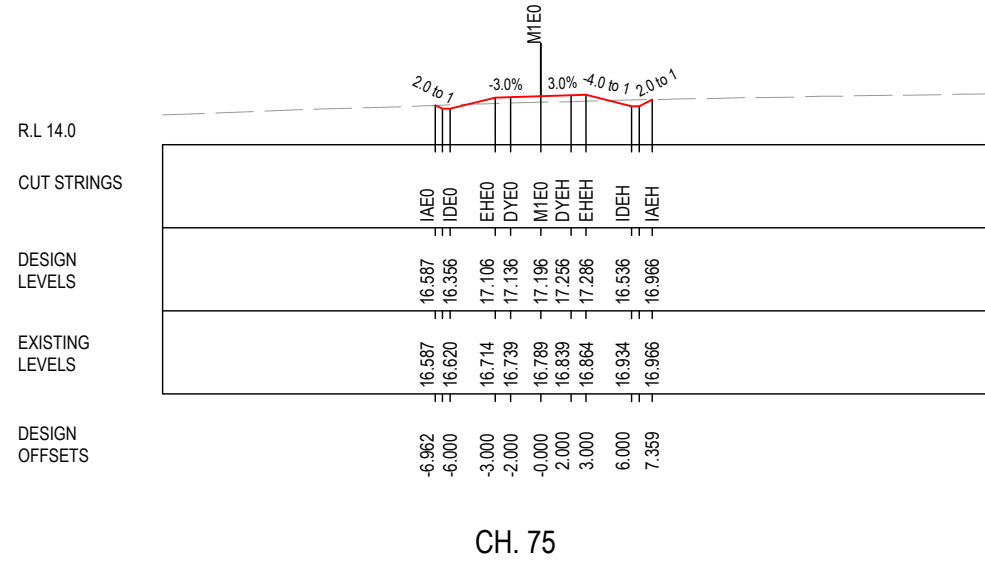 M1E0
2.0 to 1
-3.0%
3.0%
-4.0 to 1
2.0 to 1
R.L 14.0
CUT STRINGS
IAE0 IDE0 EHE0 DYE0 M1E0 DYEH EHEH IDEH IAEH
DESIGN
LEVELS
16.587 16.356 17.106 17.136 17.196 17.256 17.286 16.536 16.966
EXISTING
LEVELS
16.587 16.620 16.714 16.739 16.789 16.839 16.864 16.934 16.966
DESIGN
OFFSETS
-6.962 -6.000 -3.000 -2.000 -0.000 2.000 3.000 6.000 7.359
CH. 75